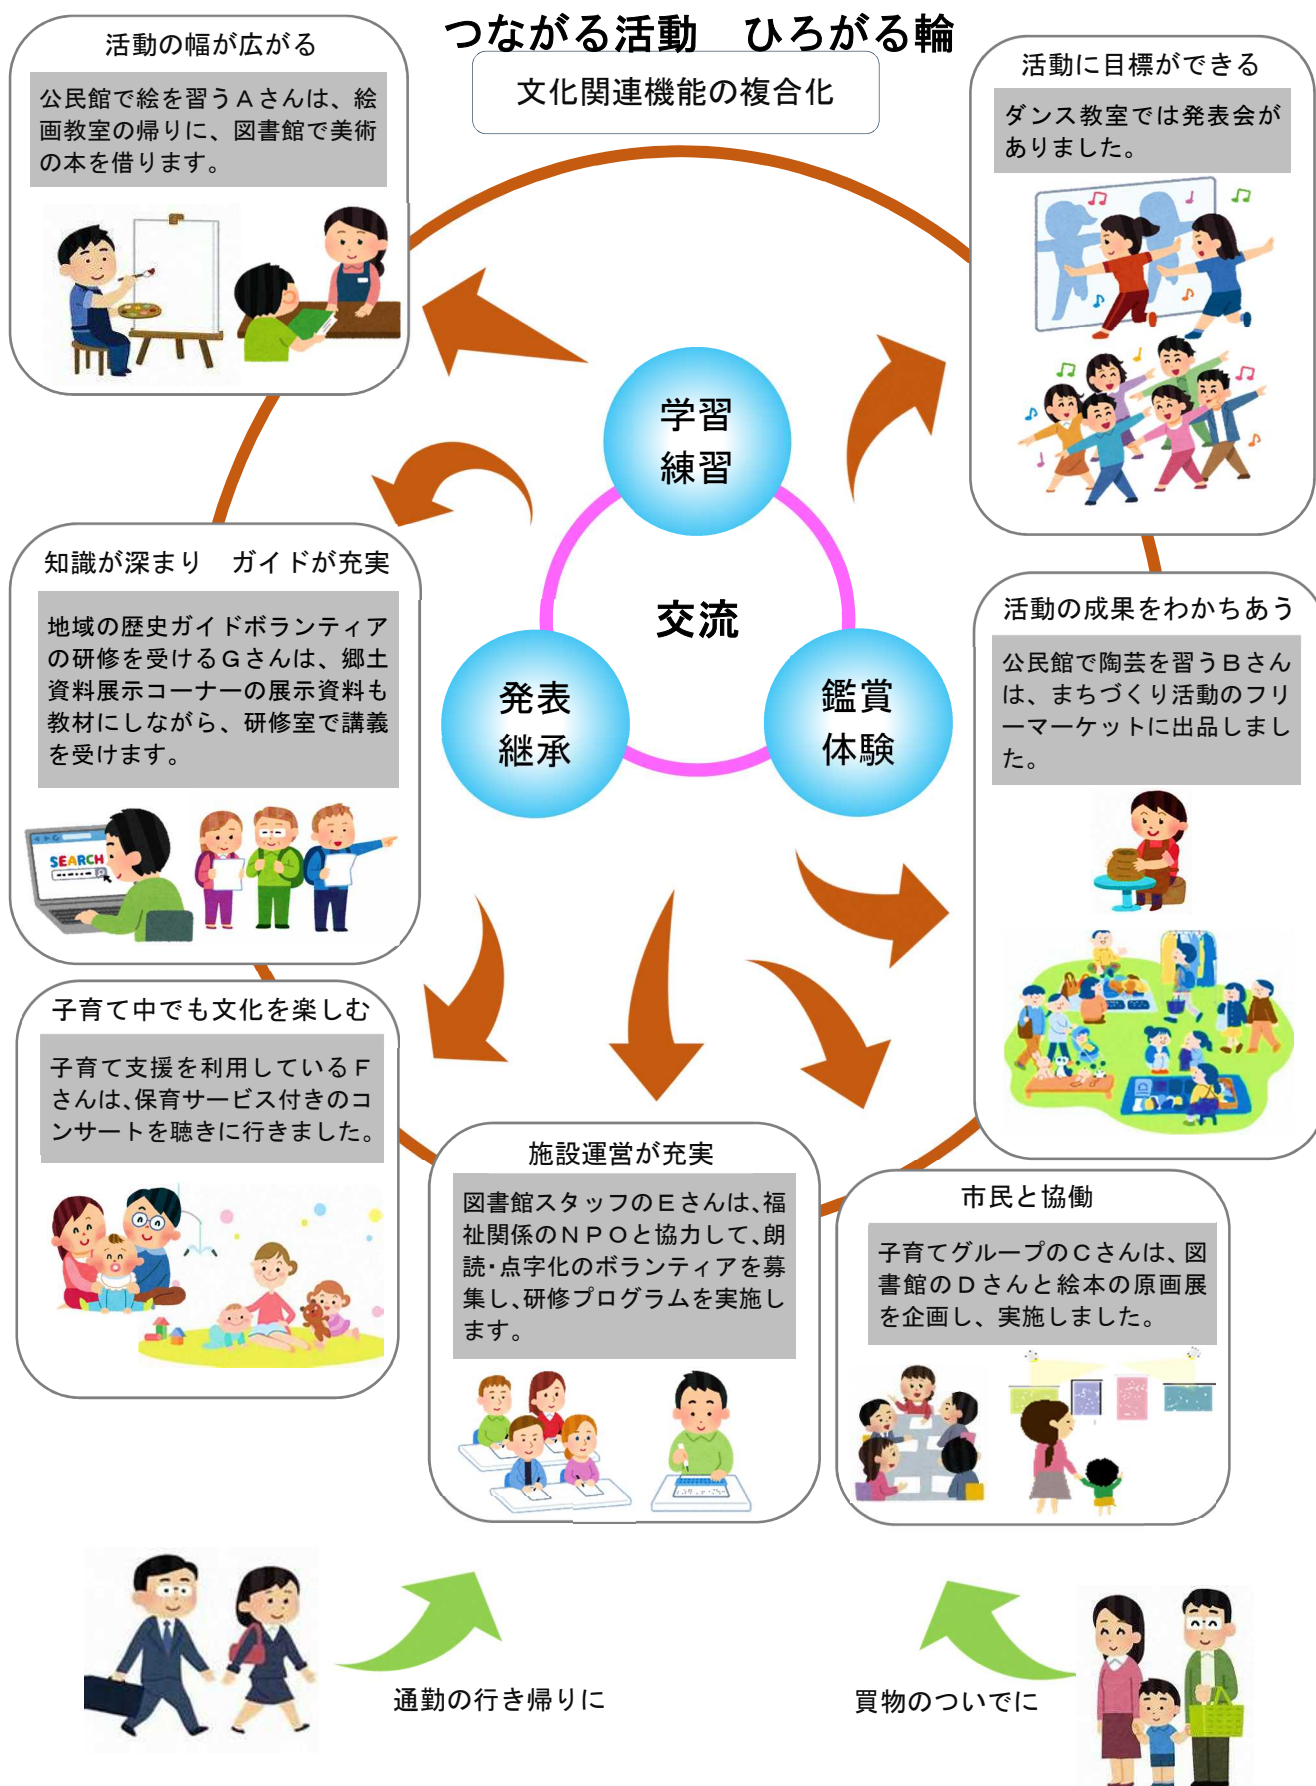 つながる活動　ひろがる輪
文化関連機能の複合化
活動の幅が広がる
公民館で絵を習うＡさんは、絵
画教室の帰りに、図書館で美術
の本を借ります。
活動に目標ができる
ダンス教室では発表会が
ありました。
学習
練習
交流
発表
継承
鑑賞
体験
知識が深まり　ガイドが充実
地域の歴史ガイドボランティア
の研修を受けるＧさんは、郷土
資料展示コーナーの展示資料も
教材にしながら、研修室で講義
を受けます。
SEARCH
活動の成果をわかちあう
公民館で陶芸を習うＢさん
は、まちづくり活動のフリ
ーマーケットに出品しまし
た。
子育て中でも文化を楽しむ
子育て支援を利用しているＦ
さんは、保育サービス付きのコ
ンサートを聴きに行きました。
施設運営が充実
図書館スタッフのＥさんは、福
祉関係のＮＰＯと協力して、朗
読・点字化のボランティアを募
集し、研修プログラムを実施し
ます。
市民と協働
子育てグループのＣさんは、図
書館のＤさんと絵本の原画展
を企画し、実施しました。
通勤の行き帰りに
買物のついでに